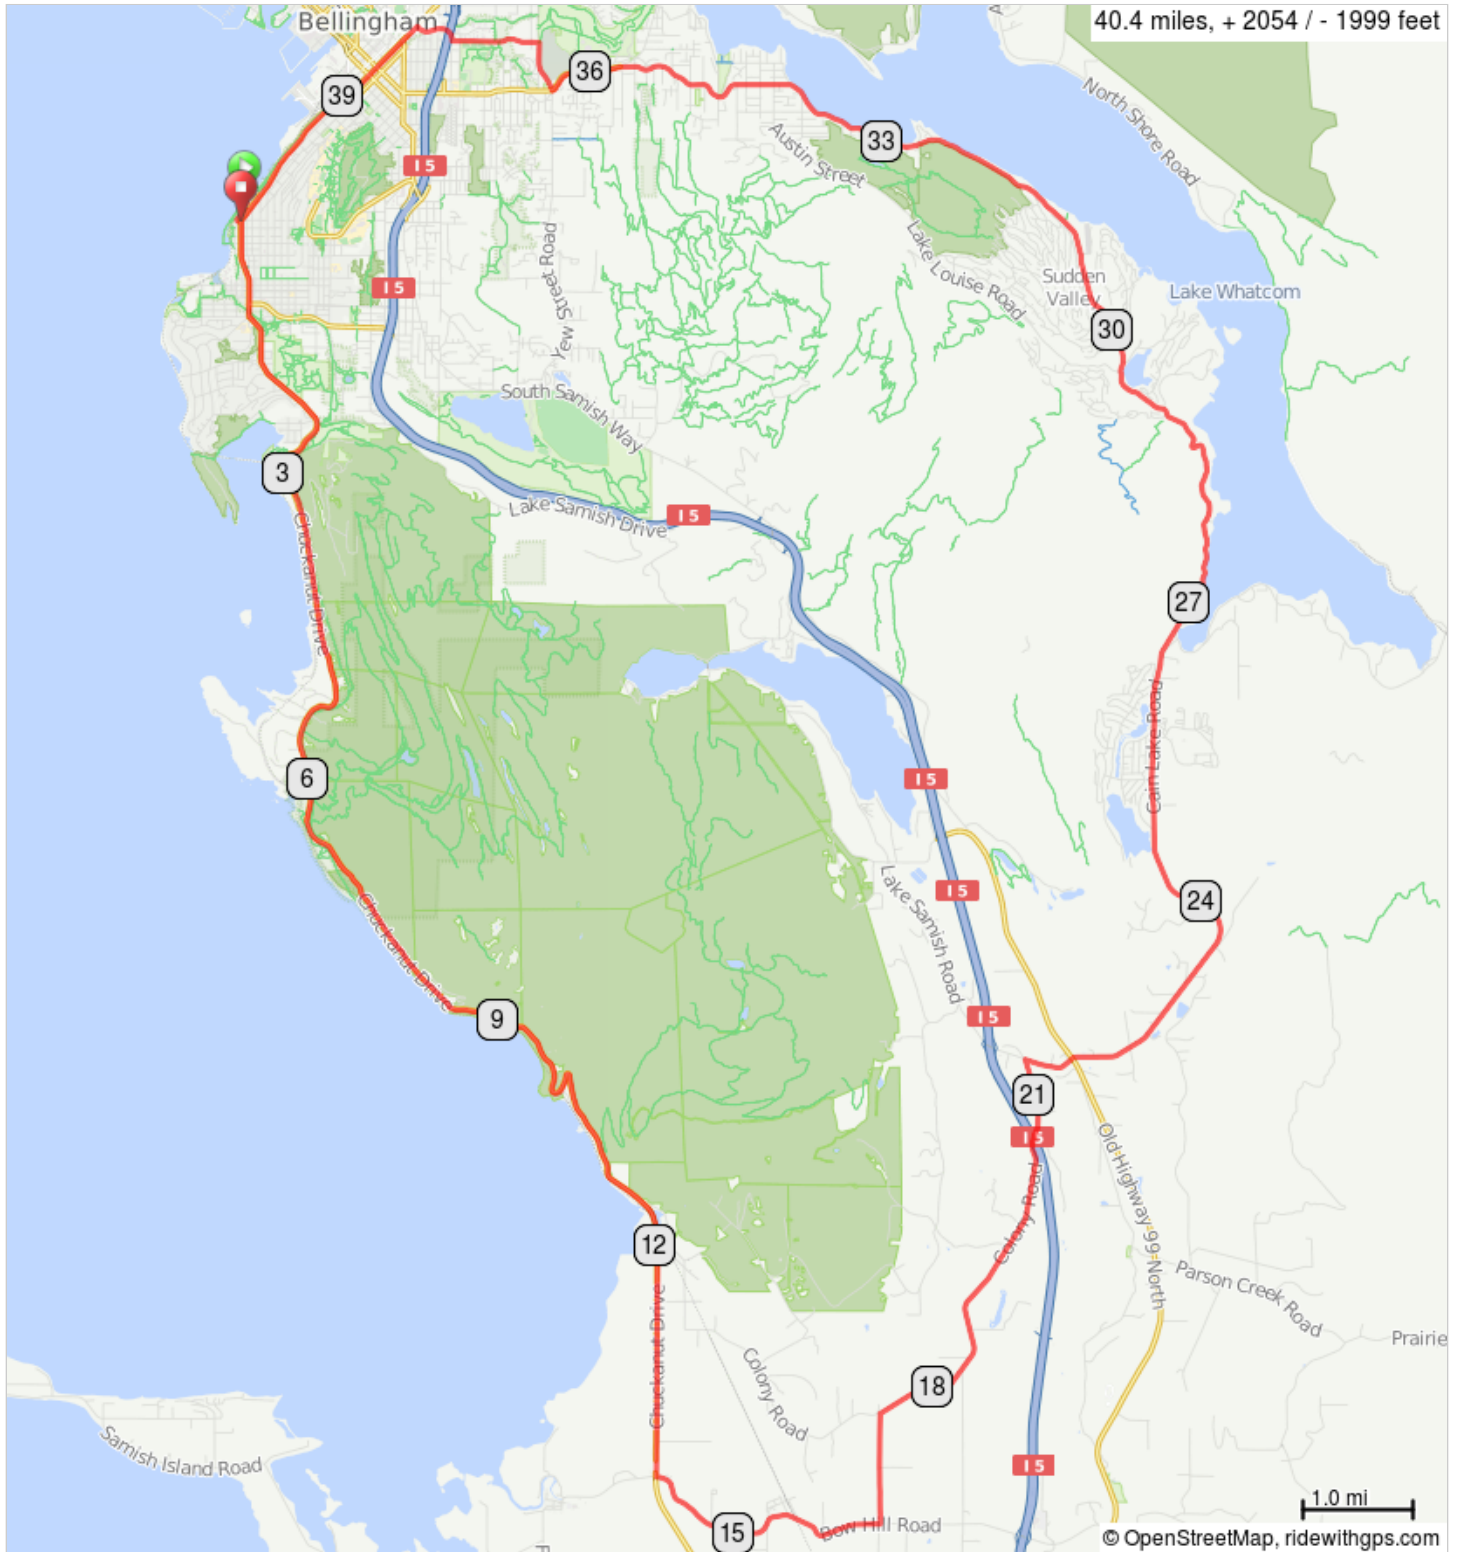 Bellingham
40.4 miles, + 2054 / - 1999 feet
36
39
North Shore Road
33
Austin Street
I 5
Lake Louise Road
Yew Street Road
Sudden
Valley
Lake Whatcom
I 5
30
South Samish Way
3
Lake Samish Drive
I 5
Chuckanut Drive
27
Cain Lake Road
6
I 5
Lake Samish Road
I 5
24
Chuckanut Drive
9
I 5
21
I 5
Old Highway 99 North
Colony Road
12
Parson Creek Road
Prairie
Chuckanut Drive
Colony Road
18
Samish Island Road
I 5
1.0 mi
15
Bow Hill Road
© OpenStreetMap, ridewithgps.com